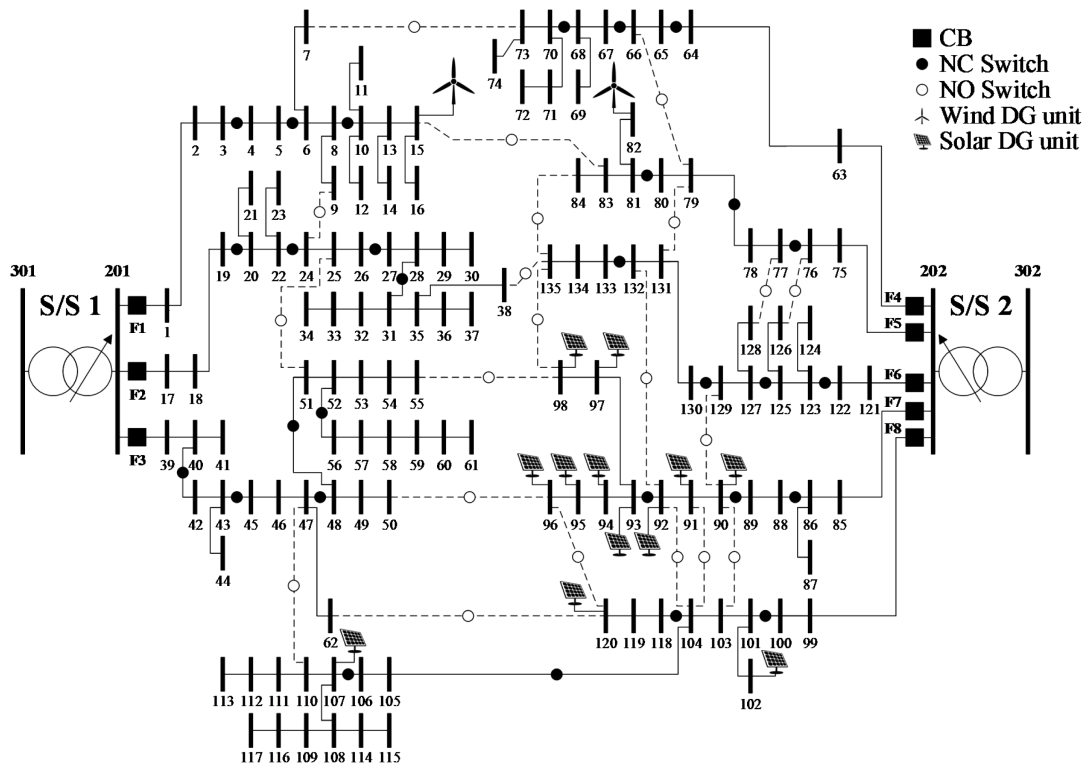 7 73 70 68 67 66 65 64
CB
NC Switch
NO Switch
Wind DG unit
Solar DG unit
74 72 71 69
11
2 3 4 5 6 8 10 13 15
82
63
9 12 14 16
84 83 81 80 79
21 23
19 20 22 24 25 26 27 28 29 30
78 77 76 75
301 201
S/S 1
F1
1
135 134 133 132 131
38
202 302
S/S 2
F4
F5
34 33 32 31 35 36 37
128 126 124
F2
17 18
51 52 53 54 55
98 97
130 129 127 125 123 122 121
F6
F7
F8
F3
39 40 41
56 57 58 59 60 61
42 43 45 46 47 48 49 50
96 95 94 93 92 91 90 89 88 86 85
44
87
62
120 119 118 104 103 101 100 99
113 112 111 110 107 106 105
102
117 116 109 108 114 115